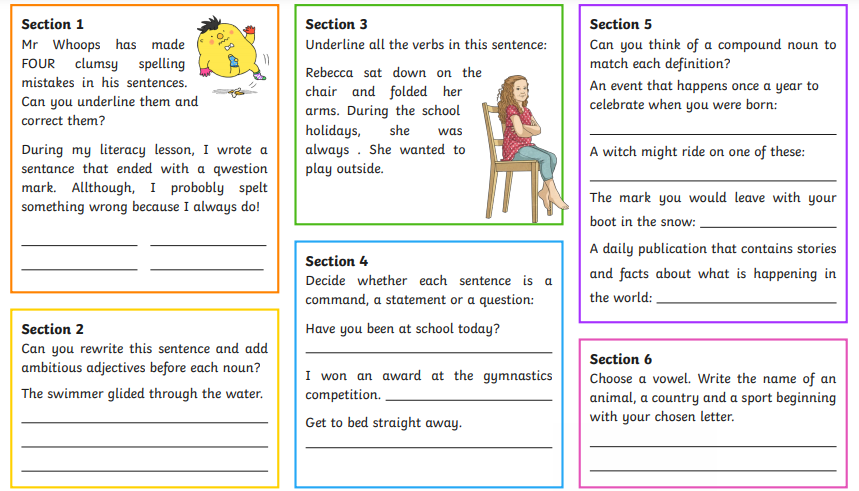 Section 1
Mr Whoops has made
FOUR clumsy spelling
mistakes in his sentences.
Can you underline them and
correct them?
During my literacy lesson, I wrote a
sentance that ended with a qwestion
mark. Allthough, I probobly spelt
something wrong because I always do!
Section 2
Can you rewrite this sentence and add
ambitious adjectives before each noun?
The swimmer glided through the water.
Section 3
Underline all the verbs in this sentence:
Rebecca sat down on the
chair and folded her
arms. During the school
holidays, she was
always . She wanted to
play outside.
Section 4
Decide whether each sentence is a
command, a statement or a question:
Have you been at school today?
I won an award at the gymnastics
competition.
Get to bed straight away.
Section 5
Can you think of a compound noun to
match each definition?
An event that happens once a year to
celebrate when you were born:
A witch might ride on one of these:
The mark you would leave with your
boot in the snow:
A daily publication that contains stories
and facts about what is happening in
the world:
Section 6
Choose a vowel. Write the name of an
animal, a country and a sport beginning
with your chosen letter.